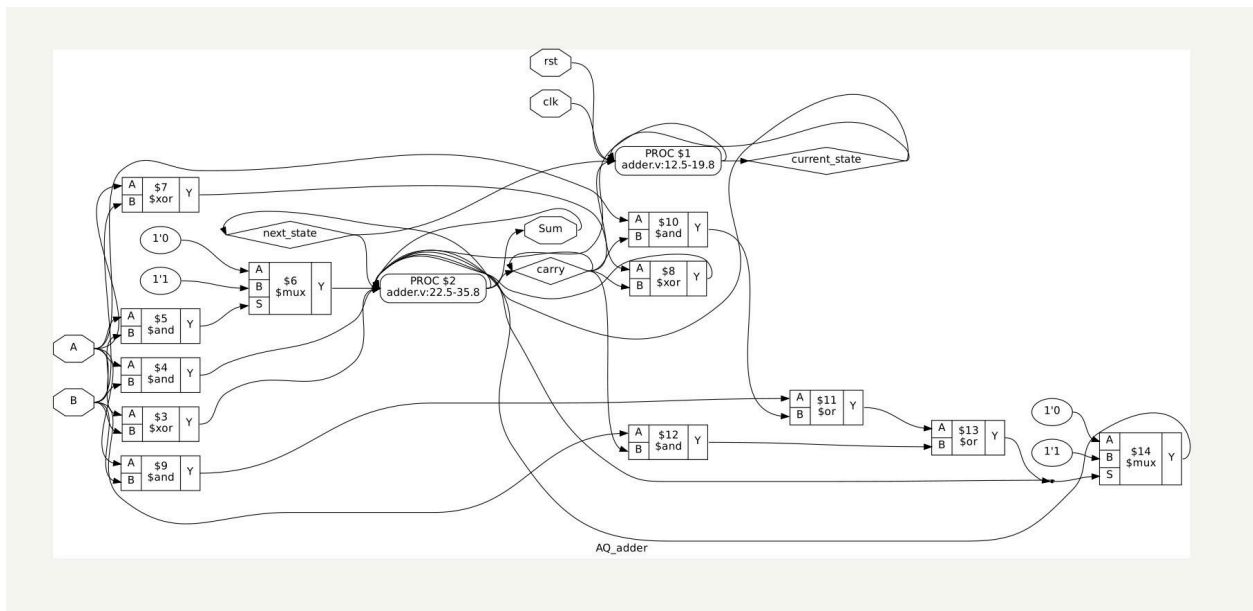 rst
clk
PROC $1
adder.v:12.5-19.8
current_state
A
B
$7
$xor
Y
next_state
Sum
1'0
1'1
A
B
S
$6
$mux
Y
PROC $2
adder.v:22.5-35.8
carry
A
B
$10
$and
Y
A
B
$8
$xor
Y
A
B
A
B
$5
$and
Y
A
B
$4
$and
Y
A
B
$3
$xor
Y
A
B
$9
$and
Y
A
B
$12
$and
Y
A
B
$11
$or
Y
A
B
$13
$or
Y
1'0
1'1
A
B
S
$14
$mux
Y
AQ_adder